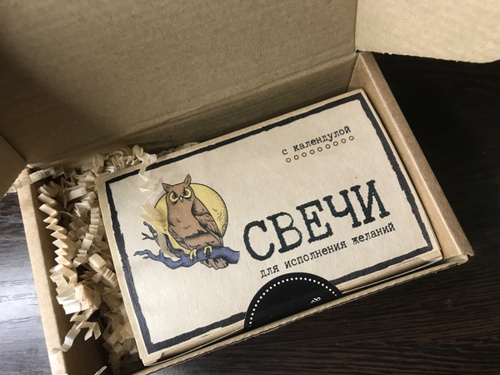 с календулой
СВЕЧИ
для исполнения желаний